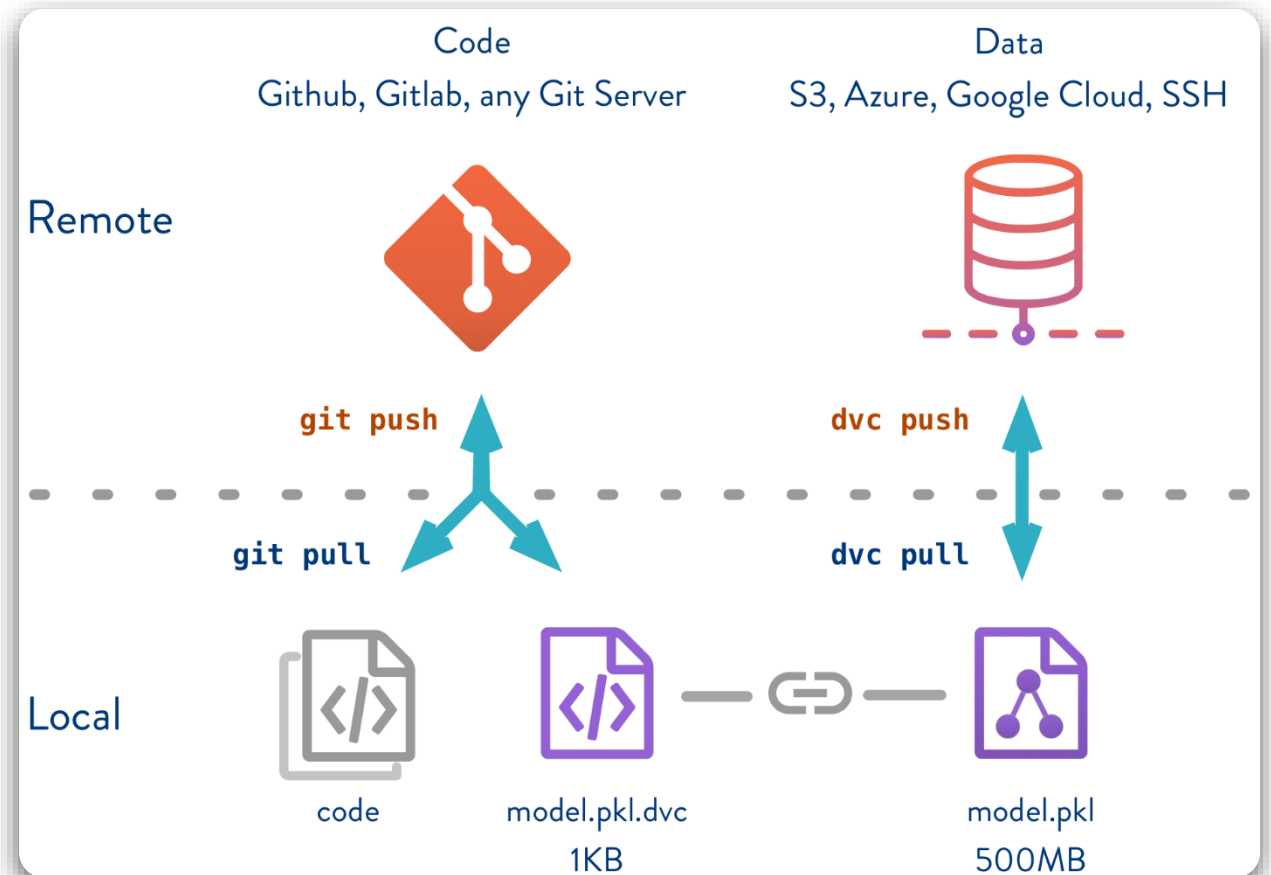 Code
Github, Gitlab, any Git Server
Data
S3, Azure, Google Cloud, SSH
Remote
git push
dvc push
git pull
dvc pull
Local
code
model.pkl.dvc
1KB
model.pkl
500MB